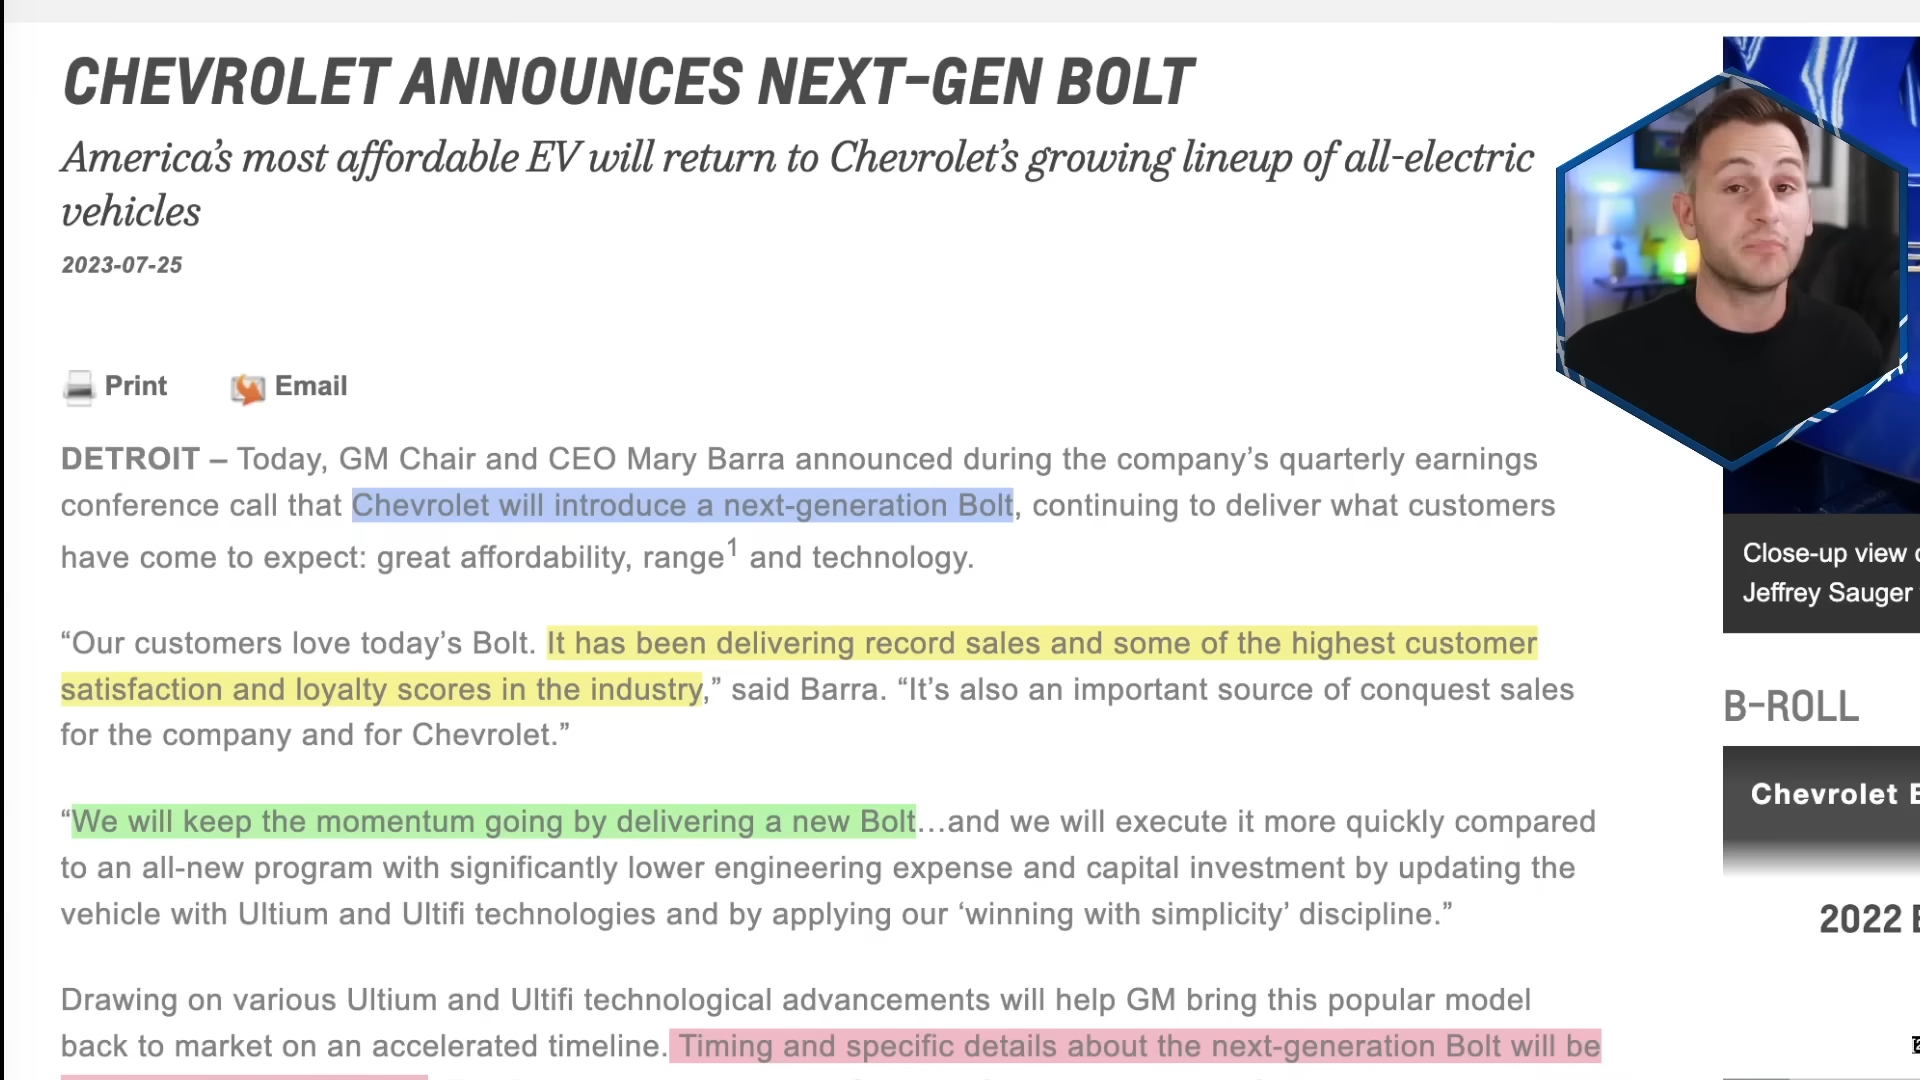 CHEVROLET ANNOUNCES NEXT-GEN BOLT
America’s most affordable EV will return to Chevrolet’s growing lineup of all-electric
vehicles
2023-07-25
Print Email
DETROIT – Today, GM Chair and CEO Mary Barra announced during the company’s quarterly earnings
conference call that Chevrolet will introduce a next-generation Bolt, continuing to deliver what customers
have come to expect: great affordability, range1 and technology.
“Our customers love today’s Bolt. It has been delivering record sales and some of the highest customer
satisfaction and loyalty scores in the industry,” said Barra. “It’s also an important source of conquest sales
for the company and for Chevrolet.”
“We will keep the momentum going by delivering a new Bolt…and we will execute it more quickly compared
to an all-new program with significantly lower engineering expense and capital investment by updating the
vehicle with Ultium and Ultifi technologies and by applying our ‘winning with simplicity’ discipline.”
Drawing on various Ultium and Ultifi technological advancements will help GM bring this popular model
back to market on an accelerated timeline. Timing and specific details about the next-generation Bolt will be
Close-up view
Jeffrey Sauger
B-ROLL
Chevrolet
2022